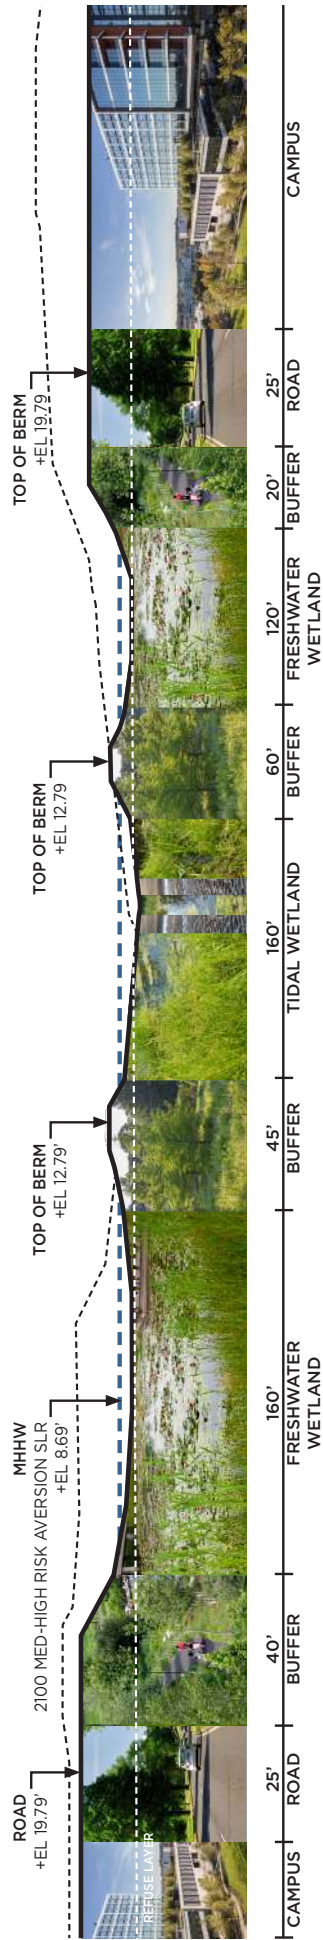 ROAD
+EL 19.79'
MHHW
2100 MED-HIGH RISK AVERSION SLR
+EL 8.69'
TOP OF BERM
+EL 12.79'
TOP OF BERM
+EL 12.79
TOP OF BERM
+EL 19.79
REFUSE LAYER
CAMPUS
25'
ROAD
40'
BUFFER
160'
FRESHWATER
WETLAND
45'
BUFFER
160'
TIDAL WETLAND
60'
BUFFER
120'
FRESHWATER
WETLAND
20'
BUFFER
25'
ROAD
CAMPUS